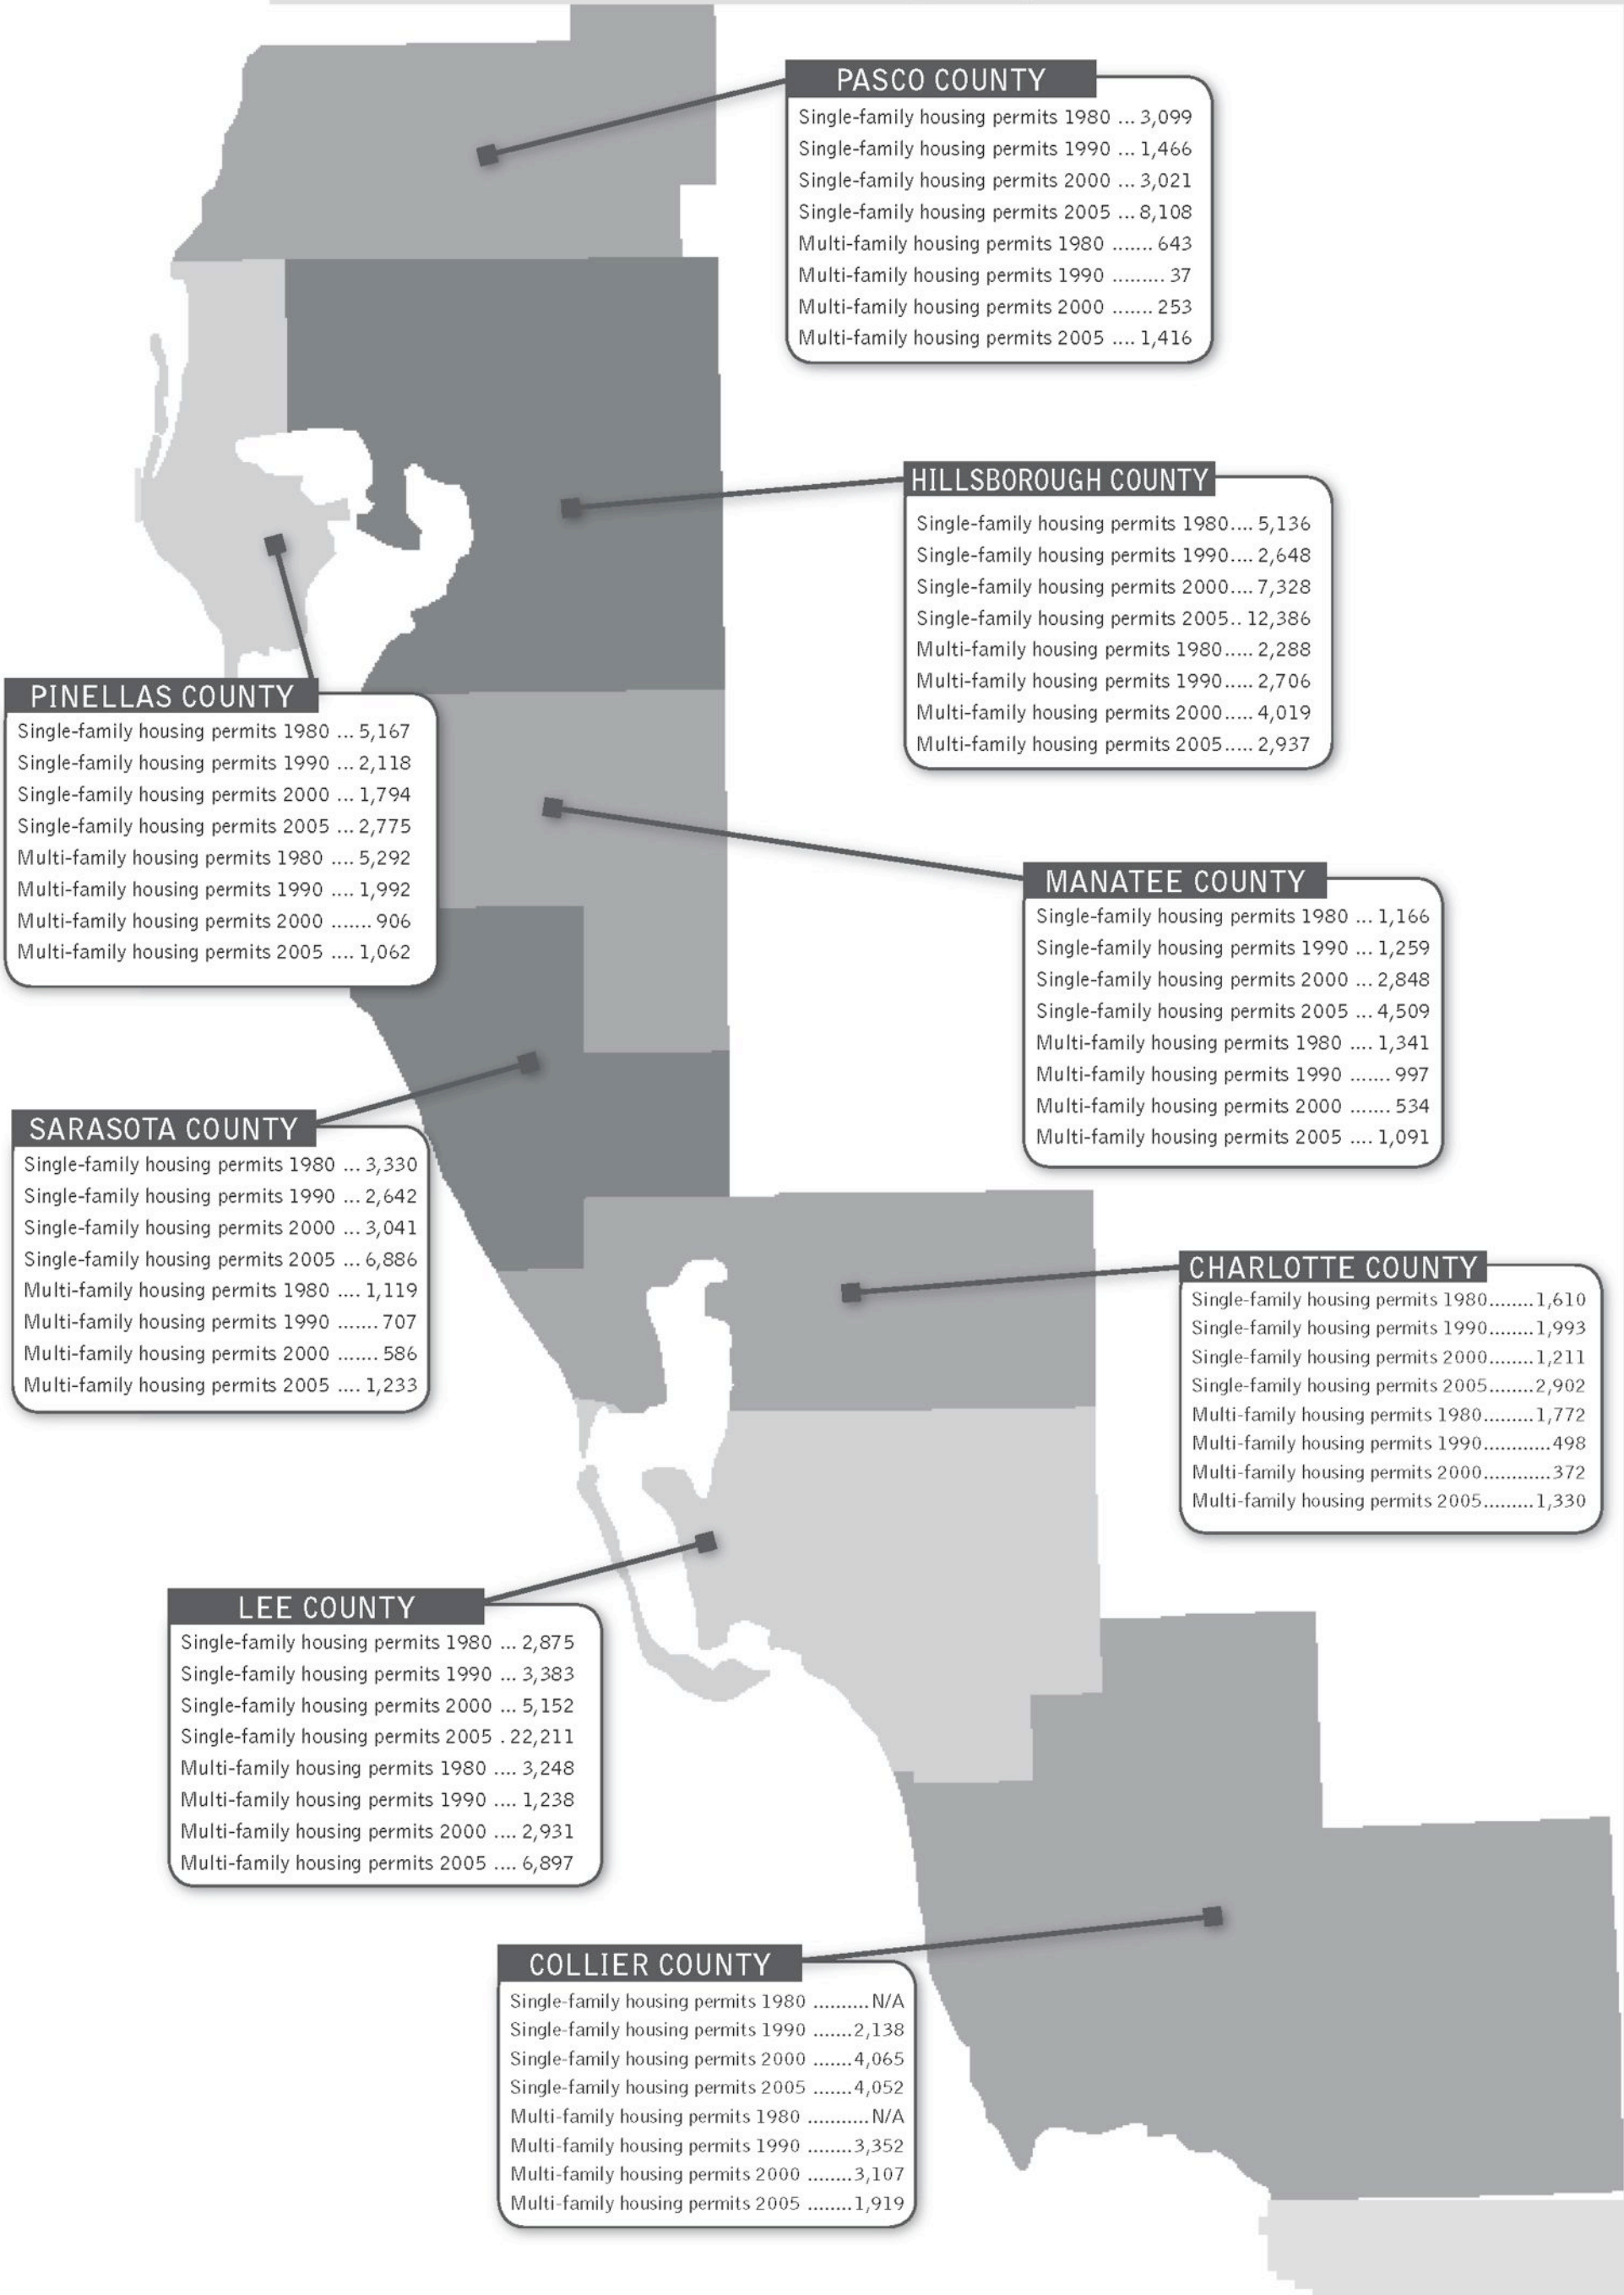 PASCO COUNTY
Single-family housing permits 1980 ... 3,099
Single-family housing permits 1990 ... 1,466
Single-family housing permits 2000 ... 3,021
Single-family housing permits 2005 ... 8,108
Multi-family housing permits 1980 ....... 643
Multi-family housing permits 1990 ......... 37
Multi-family housing permits 2000 ....... 253
Multi-family housing permits 2005 .... 1,416
HILLSBOROUGH COUNTY
Single-family housing permits 1980.... 5,136
Single-family housing permits 1990.... 2,648
Single-family housing permits 2000.... 7,328
Single-family housing permits 2005.. 12,386
Multi-family housing permits 1980..... 2,288
Multi-family housing permits 1990..... 2,706
Multi-family housing permits 2000..... 4,019
Multi-family housing permits 2005..... 2,937
PINELLAS COUNTY
Single-family housing permits 1980 ... 5,167
Single-family housing permits 1990 ... 2,118
Single-family housing permits 2000 ... 1,794
Single-family housing permits 2005 ... 2,775
Multi-family housing permits 1980 .... 5,292
Multi-family housing permits 1990 .... 1,992
Multi-family housing permits 2000 ....... 906
Multi-family housing permits 2005 .... 1,062
MANATEE COUNTY
Single-family housing permits 1980 ... 1,166
Single-family housing permits 1990 ... 1,259
Single-family housing permits 2000 ... 2,848
Single-family housing permits 2005 ... 4,509
Multi-family housing permits 1980 .... 1,341
Multi-family housing permits 1990 ....... 997
Multi-family housing permits 2000 ....... 534
Multi-family housing permits 2005 .... 1,091
SARASOTA COUNTY
Single-family housing permits 1980 ... 3,330
Single-family housing permits 1990 ... 2,642
Single-family housing permits 2000 ... 3,041
Single-family housing permits 2005 ... 6,886
Multi-family housing permits 1980 .... 1,119
Multi-family housing permits 1990 ....... 707
Multi-family housing permits 2000 ....... 586
Multi-family housing permits 2005 .... 1,233
CHARLOTTE COUNTY
Single-family housing permits 1980........1,610
Single-family housing permits 1990........1,993
Single-family housing permits 2000........1,211
Single-family housing permits 2005........2,902
Multi-family housing permits 1980.........1,772
Multi-family housing permits 1990............498
Multi-family housing permits 2000............372
Multi-family housing permits 2005.........1,330
LEE COUNTY
Single-family housing permits 1980 ... 2,875
Single-family housing permits 1990 ... 3,383
Single-family housing permits 2000 ... 5,152
Single-family housing permits 2005 . 22,211
Multi-family housing permits 1980 .... 3,248
Multi-family housing permits 1990 .... 1,238
Multi-family housing permits 2000 .... 2,931
Multi-family housing permits 2005 .... 6,897
COLLIER COUNTY
Single-family housing permits 1980 ..........N/A
Single-family housing permits 1990 .......2,138
Single-family housing permits 2000 .......4,065
Single-family housing permits 2005 .......4,052
Multi-family housing permits 1980 ...........N/A
Multi-family housing permits 1990 ........3,352
Multi-family housing permits 2000 ........3,107
Multi-family housing permits 2005 ........1,919